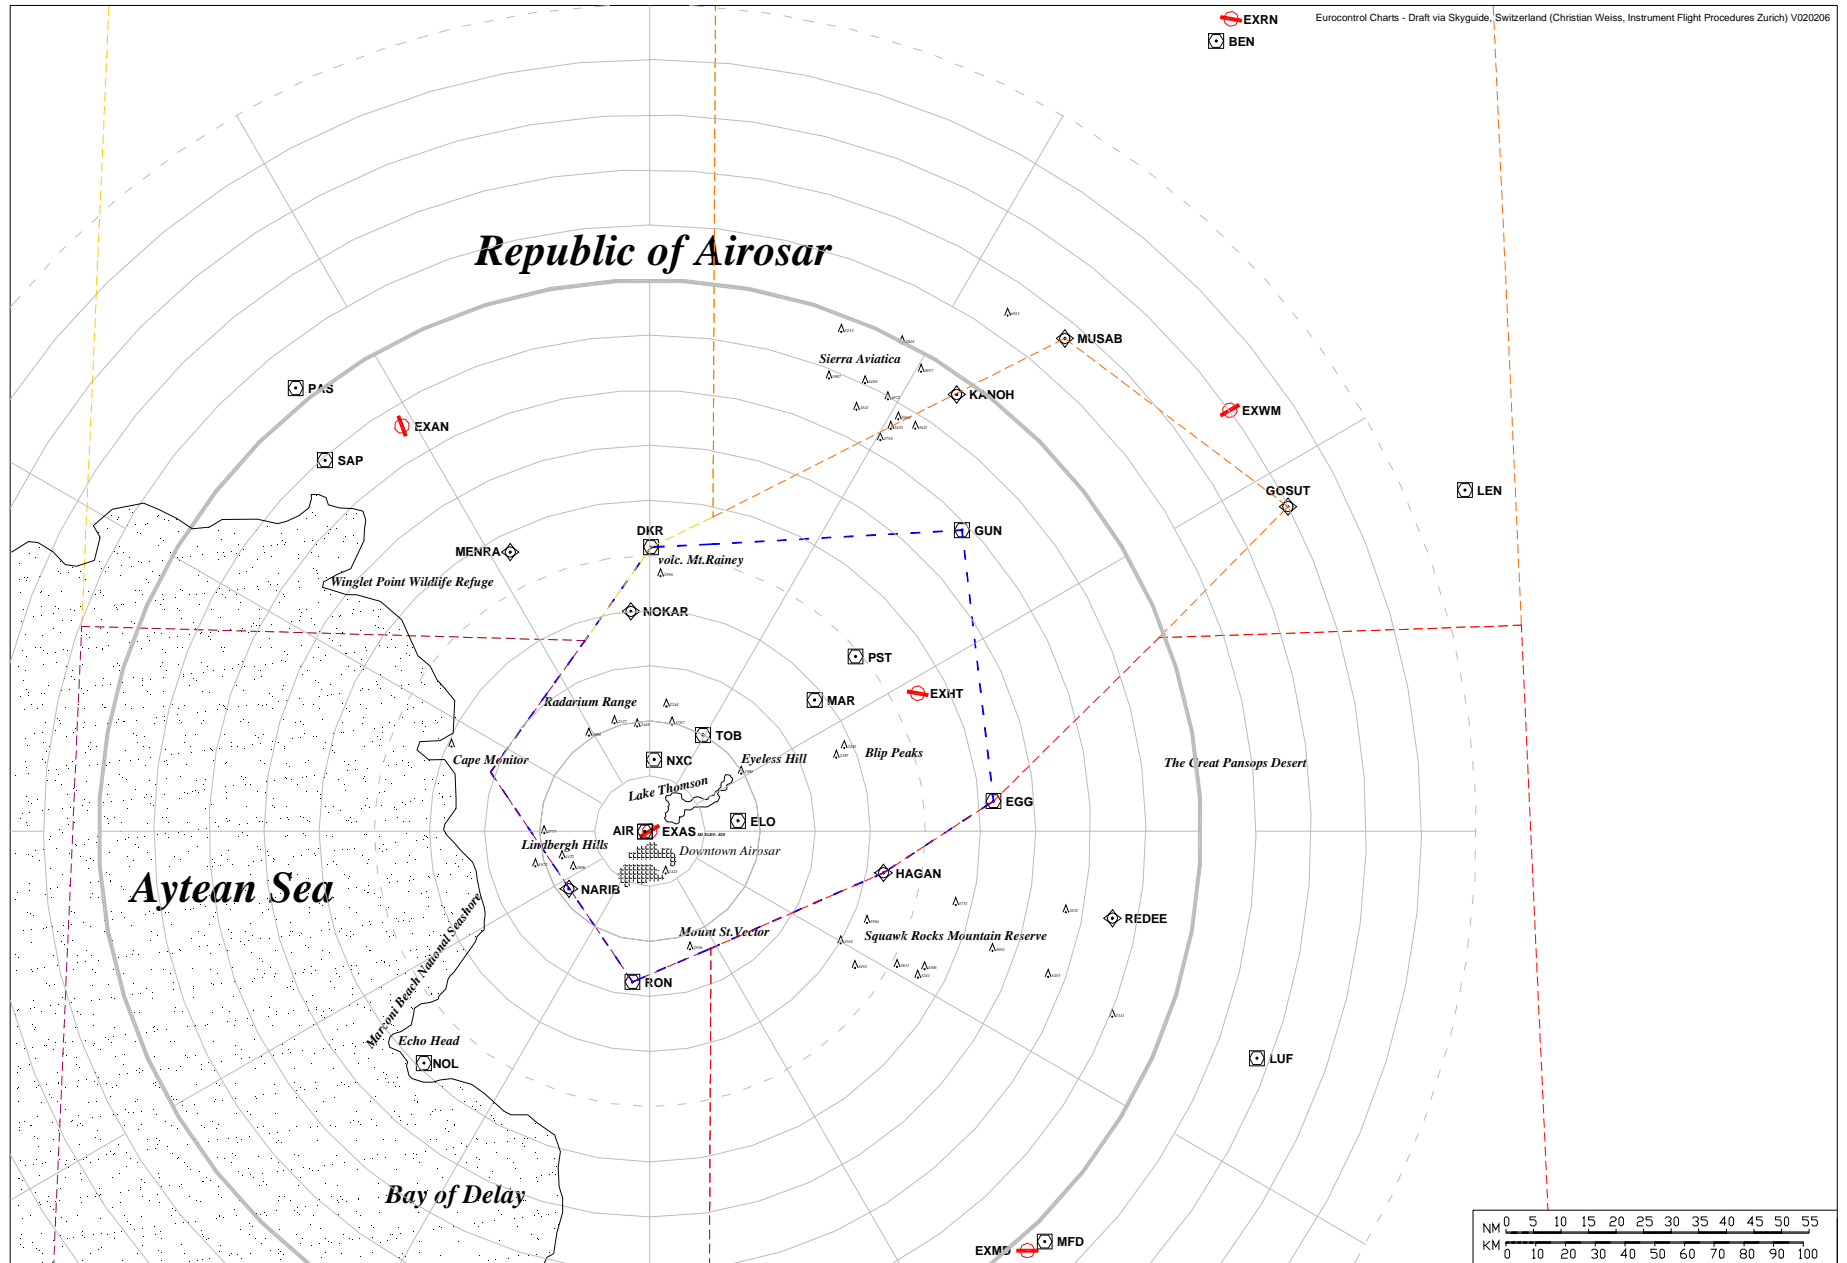 EXRN
Eurocontrol Charts - Draft via Skyguide, Switzerland (Christian Weiss, Instrument Flight Procedures Zurich) V020206
BEN
Republic of Airosar
MUSAB
Sierra Aviatica
PAS
KANOH
EXWM
EXAN
SAP
GOSUT
LEN
DKR
GUN
MENRA
volc. Mt.Rainey
Winglet Point Wildlife Refuge
NOKAR
PST
EXHT
Radarium Range
MAR
TOB
Cape Monitor
NXC
Eyeless Hill
Blip Peaks
The Great Pansops Desert
Lake Thomson
EGG
ELO
AIR
EXAS
Lindbergh Hills
Downtown Airosar
HAGAN
Aytean Sea
NARIB
REDEE
Mount St.Vector
Squawk Rocks Mountain Reserve
Marconi Beach National Seashore
RON
Echo Head
NOL
LUF
Bay of Delay
EXMD
MFD
NM 0 5 10 15 20 25 30 35 40 45 50 55
KM 0 10 20 30 40 50 60 70 80 90 100